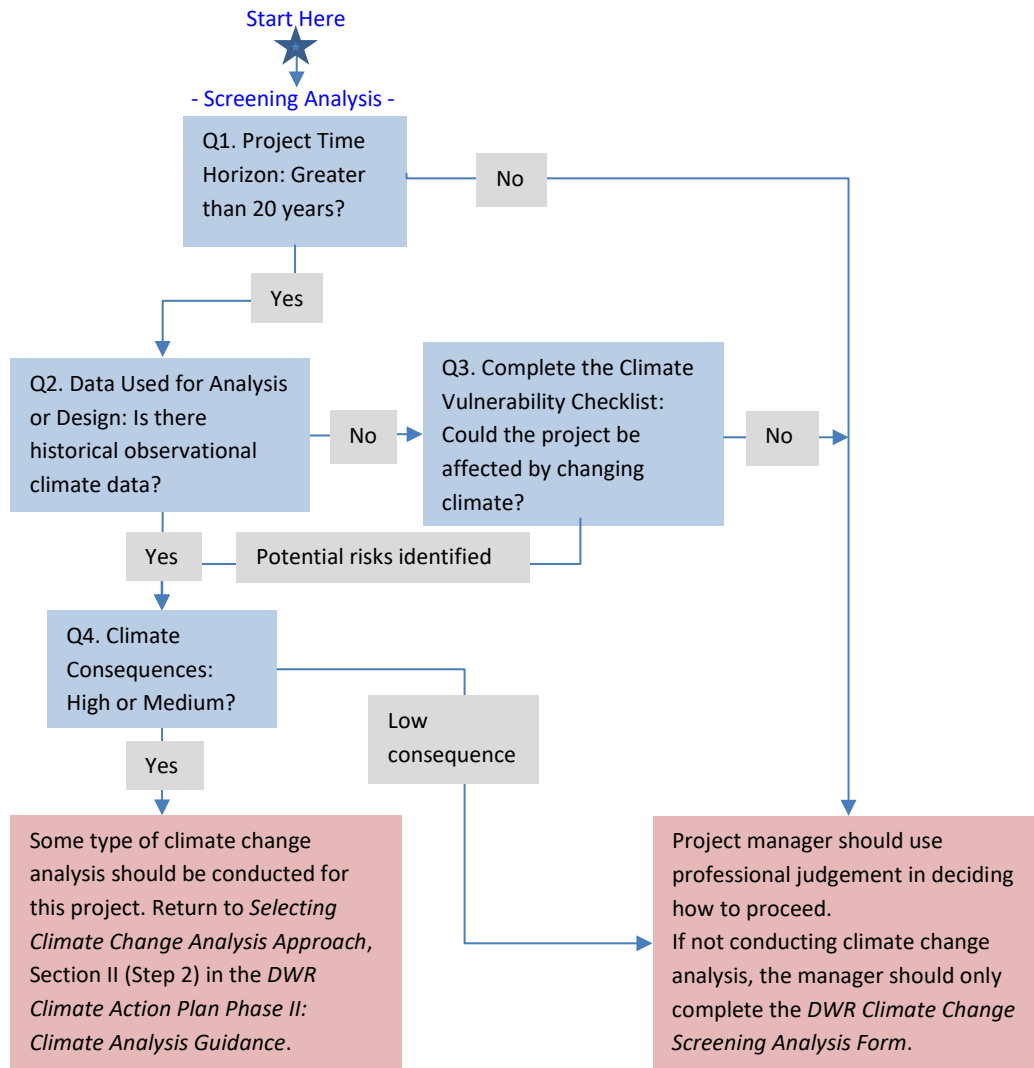 Start Here
- Screening Analysis -
Q1. Project Time
Horizon: Greater
than 20 years?
No
Yes
Q2. Data Used for Analysis
or Design: Is there
historical observational
climate data?
No
Q3. Complete the Climate
Vulnerability Checklist:
Could the project be
affected by changing
climate?
No
Yes
Potential risks identified
Q4. Climate
Consequences:
High or Medium?
Low
consequence
Yes
Some type of climate change
analysis should be conducted for
this project. Return to Selecting
Climate Change Analysis Approach,
Section II (Step 2) in the DWR
Climate Action Plan Phase II:
Climate Analysis Guidance.
Project manager should use
professional judgement in deciding
how to proceed.
If not conducting climate change
analysis, the manager should only
complete the DWR Climate Change
Screening Analysis Form.